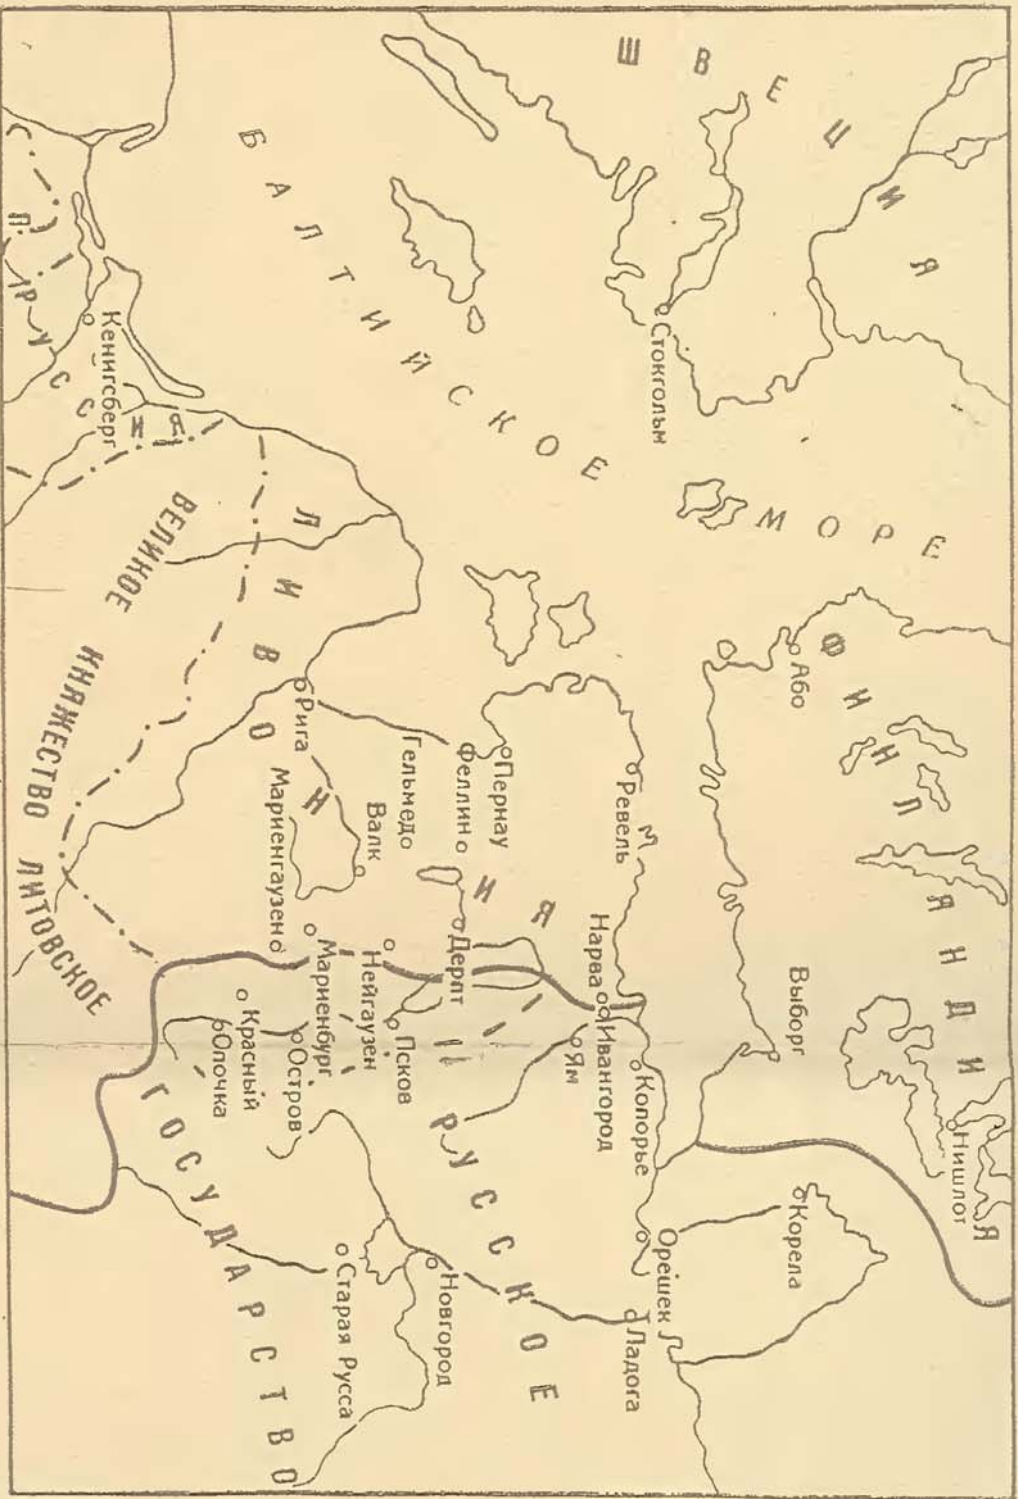 ШВЕЦИЯ
ФИНЛЯНДИЯ
Нишлот
Або
Выборг
Корела
Стокгольм
БАЛТИЙСКОЕ МОРЕ
Ревель
Нарва
Ивангород
Ям
Копорье
Орешек
Ладога
Пернау
Феллин
Гельмед
Валк
Дерпт
Рига
ЛИВОНИЯ
Мариенгаузен
Мариенбург
Нейгаузен
Псков
Остров
Красный
Опочка
Новгород
Старая Русса
РУССКОЕ
ГОСУДАРСТВО
Кенигсберг
ПРУССИЯ
ВЕЛИКОЕ КНЯЖЕСТВО ЛИТОВСКОЕ